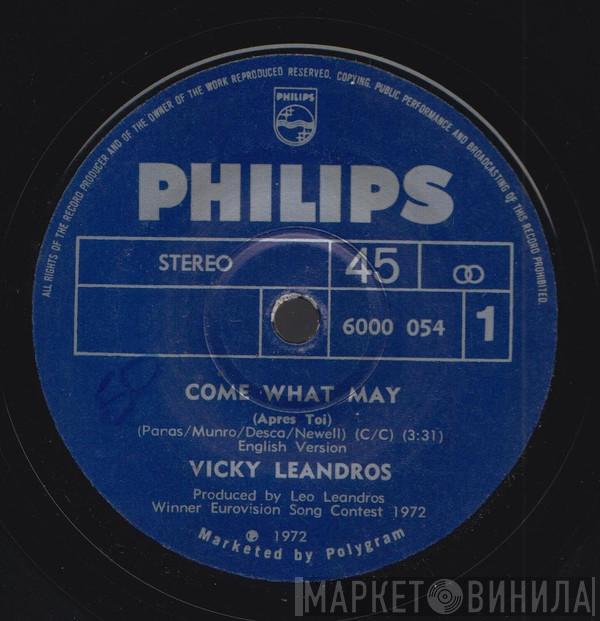 ALL RIGHTS OF THE RECORD PRODUCER AND OF THE OWNER OF THE WORK REPRODUCED RESERVED. COPYING, PUBLIC PERFORMANCE AND BROADCASTING OF THIS RECORD PROHIBITED.
PHILIPS
PHILIPS
STEREO
45
6000 054
1
COME WHAT MAY
(Apres Toi)
(Panas/Munro/Desca/Newell) (C/C) (3:31)
English Version
VICKY LEANDROS
Produced by Leo Leandros
Winner Eurovision Song Contest 1972
℗ 1972
Marketed by Polygram
МАРКЕТ ВИНИЛА